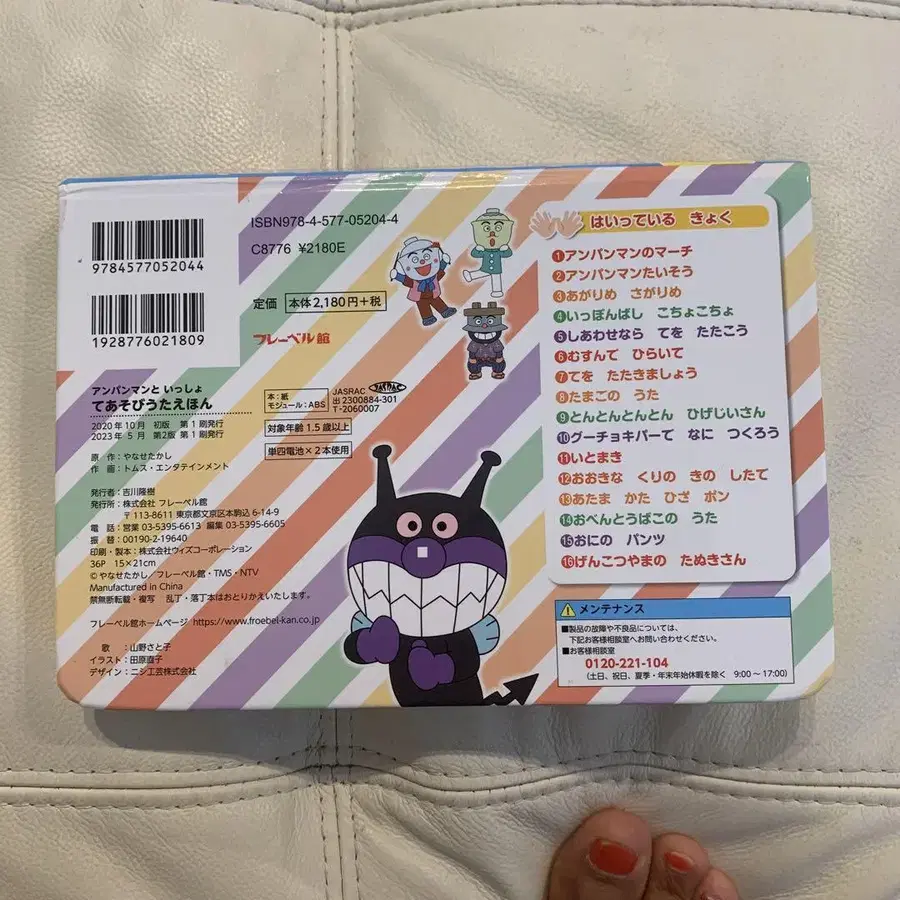 9784577052044
1928776021809
ISBN978-4-577-05204-4
C8776 ¥2180E
定価 本体2,180円+税
フレーベル館
アンパンマンと いっしょ
てあそびうたえほん
2020年10月 初版 第1刷発行
2023年 5月 第2版 第1刷発行
原 作:やなせたかし
作 画:トムス・エンタテインメント
発行者:吉川隆樹
発行所:株式会社 フレーベル館
〒113-8611 東京都文京区本駒込 6-14-9
電 話:営業 03-5395-6613 編集 03-5395-6605
振 替:00190-2-19640
印刷・製本:株式会社ウィズコーポレーション
36P 15×21cm
©やなせたかし/フレーベル館・TMS・NTV
Manufactured in China
禁無断転載・複写 乱丁・落丁本はおとりかえいたします。
フレーベル館ホームページ https://www.froebel-kan.co.jp
歌 :山野さと子
イラスト:田原直子
デザイン:ニシ工芸株式会社
本:紙
モジュール:ABS
JASRAC
出2300884-301
T-2060007
JASRAC
対象年齢 1.5歳以上
単四電池×2本使用
はいっている きょく
1 アンパンマンのマーチ
2 アンパンマンたいそう
3 あがりめ さがりめ
4 いっぽんばし こちょこちょ
5 しあわせなら てを たたこう
6 むすんで ひらいて
7 てを たたきましょう
8 たまごの うた
9 とんとんとんとん ひげじいさん
10 グーチョキパーで なに つくろう
11 いとまき
12 おおきな くりの きの したで
13 あたま かた ひざ ポン
14 おべんとうばこの うた
15 おにの パンツ
16 げんこつやまの たぬきさん
メンテナンス
■製品の故障や不良品については、
下記お客様相談室へお問い合わせください。
■お客様相談室
0120-221-104
(土日、祝日、夏季・年末年始休暇を除く 9:00~17:00)